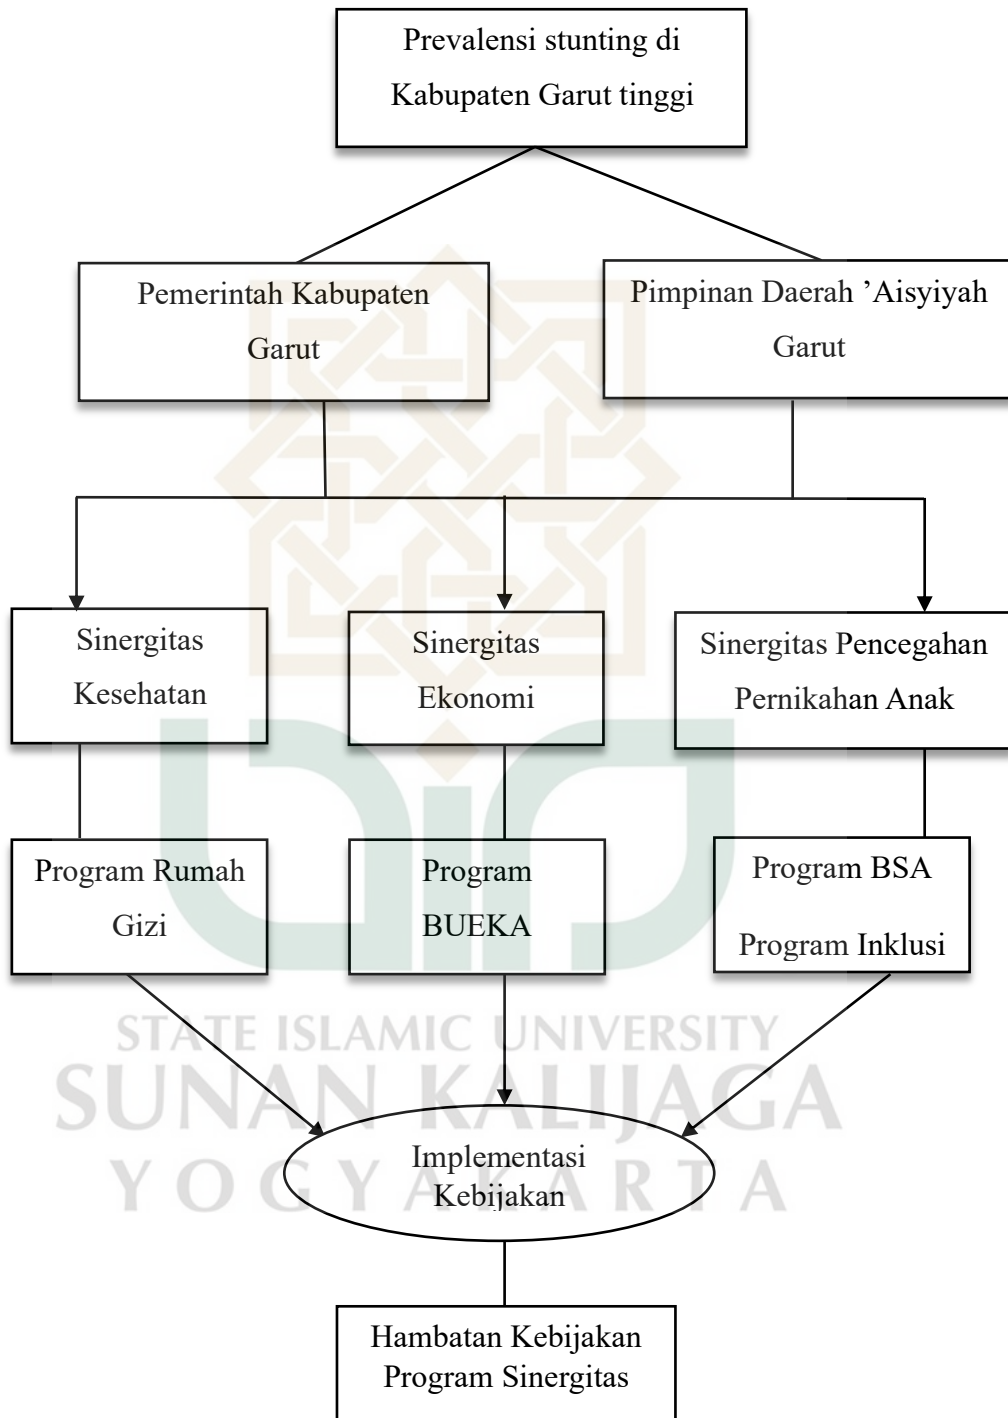 Prevalensi stunting di
Kabupaten Garut tinggi
Pemerintah Kabupaten
Garut
Pimpinan Daerah ’Aisyiyah
Garut
Sinergitas
Kesehatan
Sinergitas
Ekonomi
Sinergitas Pencegahan
Pernikahan Anak
Program Rumah
Gizi
Program
BUEKA
Program BSA
Program Inklusi
STATE ISLAMIC UNIVERSITY
SUNAN KALIJAGA
YOGYAKARTA
Implementasi
Kebijakan
Hambatan Kebijakan
Program Sinergitas